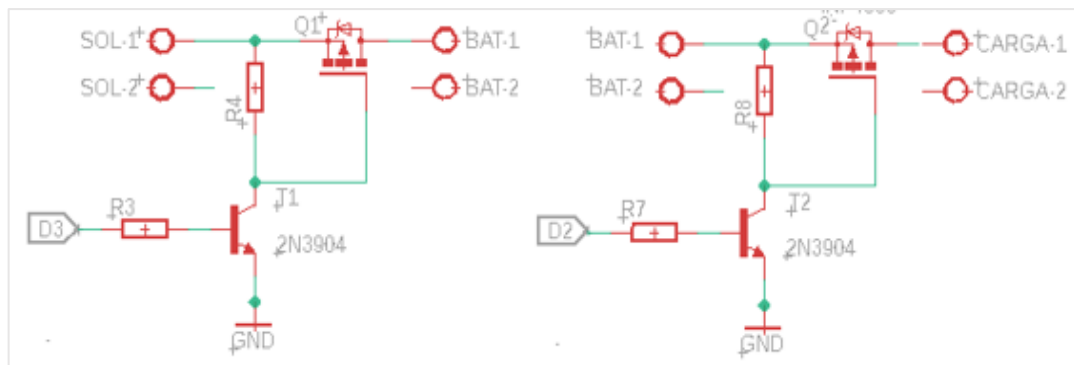 Q1
SOL-1
BAT-1
SOL-2
BAT-2
R4
T1
R3
D3
2N3904
GND
Q2
BAT-1
CARGA-1
BAT-2
CARGA-2
R8
T2
R7
D2
2N3904
GND